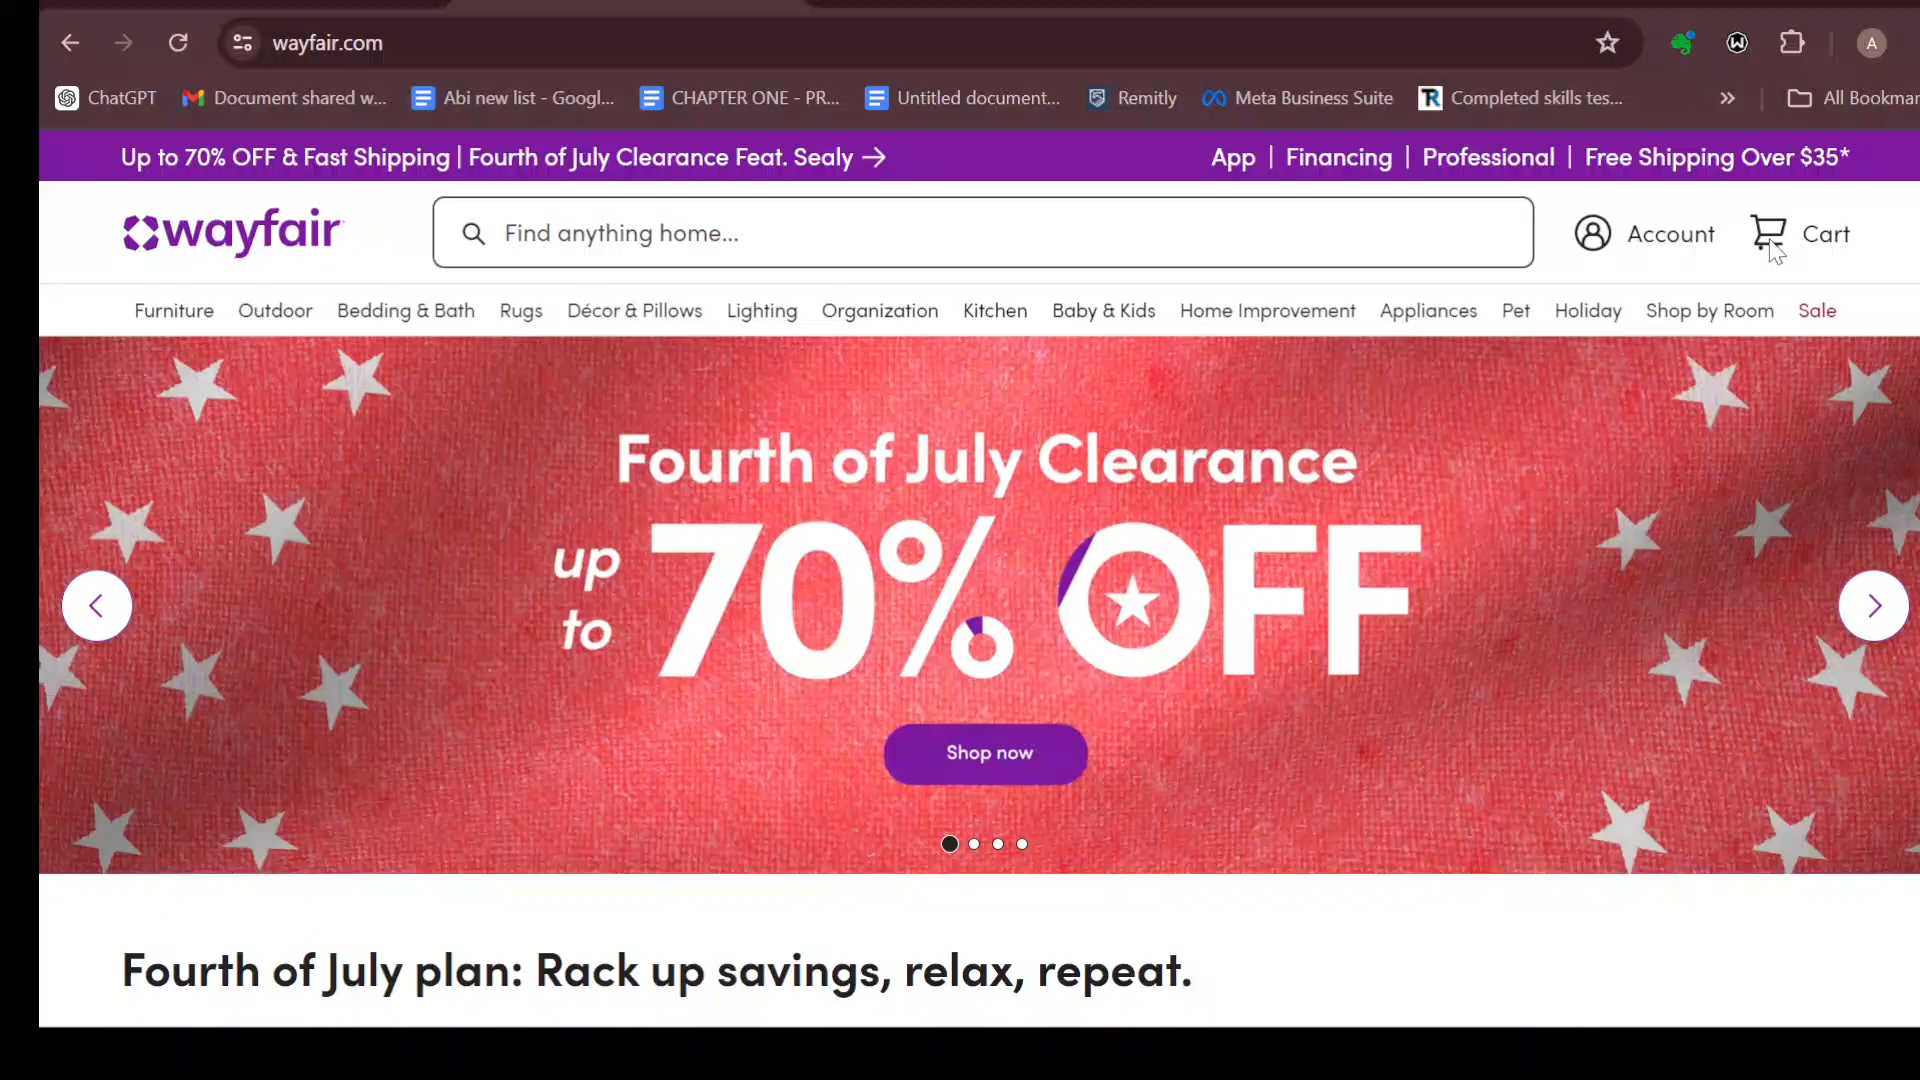 wayfair.com
A
ChatGPT
Document shared w...
Abi new list - Googl...
CHAPTER ONE - PR...
Untitled document...
Remitly
Meta Business Suite
TR
Completed skills tes...
All Bookmar
Up to 70% OFF & Fast Shipping | Fourth of July Clearance Feat. Sealy →
App | Financing | Professional | Free Shipping Over $35*
wayfair
Find anything home...
Account
Cart
Furniture
Outdoor
Bedding & Bath
Rugs
Décor & Pillows
Lighting
Organization
Kitchen
Baby & Kids
Home Improvement
Appliances
Pet
Holiday
Shop by Room
Sale
Fourth of July Clearance
up to 70% OFF
Shop now
Fourth of July plan: Rack up savings, relax, repeat.